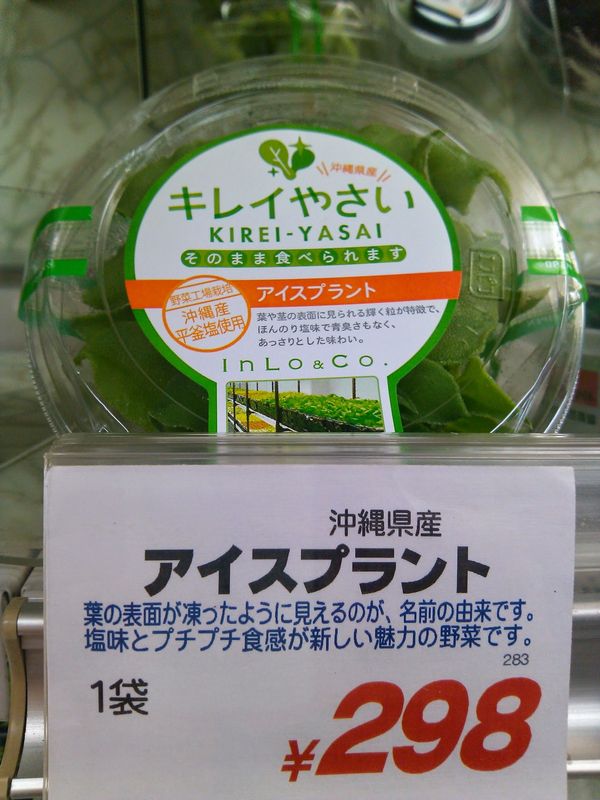 沖縄県産
キレイやさい
KIREI-YASAI
そのまま食べられます
野菜工場栽培
沖縄産
平釜塩使用
アイスプラント
葉や茎の表面に見られる輝く粒が特徴で、
ほんのり塩味で青臭さもなく、
あっさりとした味わい。
InLo&Co.
沖縄県産
アイスプラント
葉の表面が凍ったように見えるのが、名前の由来です。
塩味とプチプチ食感が新しい魅力の野菜です。
283
1袋
¥298